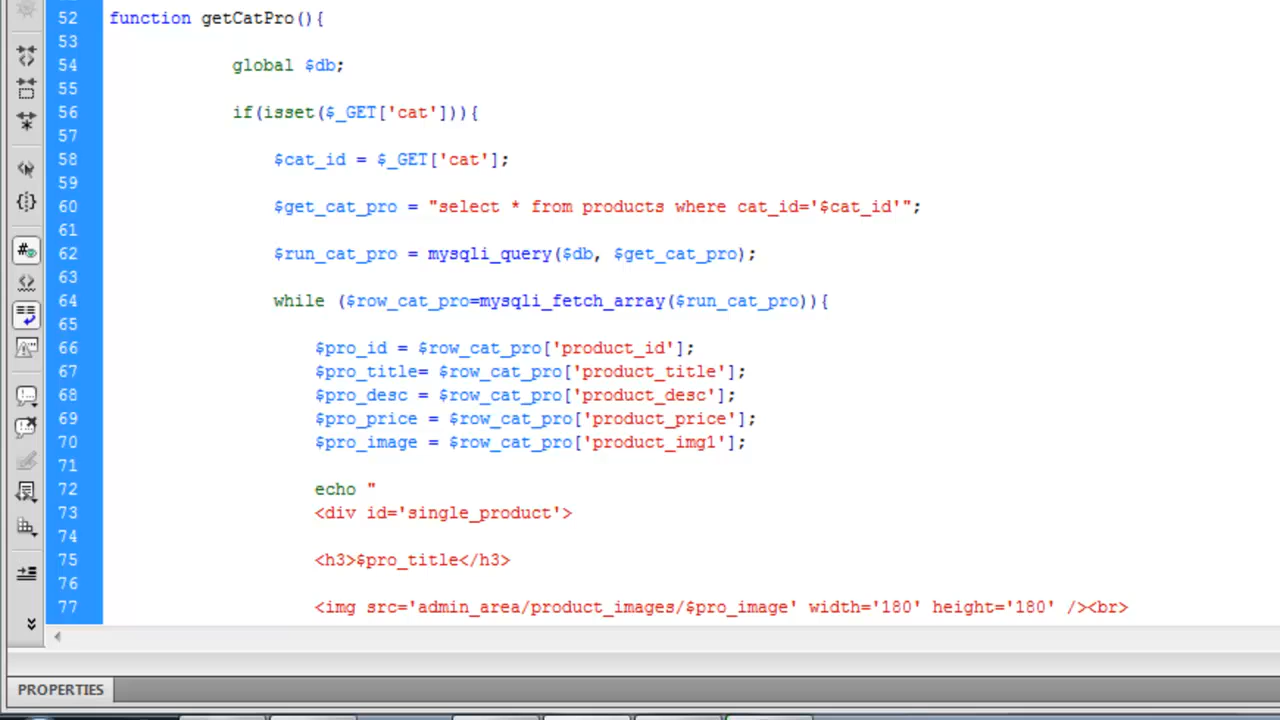 52 function getCatPro(){
53
54 global $db;
55
56 if(isset($_GET['cat'])){
57
58 $cat_id = $_GET['cat'];
59
60 $get_cat_pro = "select * from products where cat_id='$cat_id'";
61
62 $run_cat_pro = mysqli_query($db, $get_cat_pro);
63
64 while ($row_cat_pro=mysqli_fetch_array($run_cat_pro)){
65
66 $pro_id = $row_cat_pro['product_id'];
67 $pro_title= $row_cat_pro['product_title'];
68 $pro_desc = $row_cat_pro['product_desc'];
69 $pro_price = $row_cat_pro['product_price'];
70 $pro_image = $row_cat_pro['product_img1'];
71
72 echo "
73 <div id='single_product'>
74
75 <h3>$pro_title</h3>
76
77 <img src='admin_area/product_images/$pro_image' width='180' height='180' /><br>
PROPERTIES